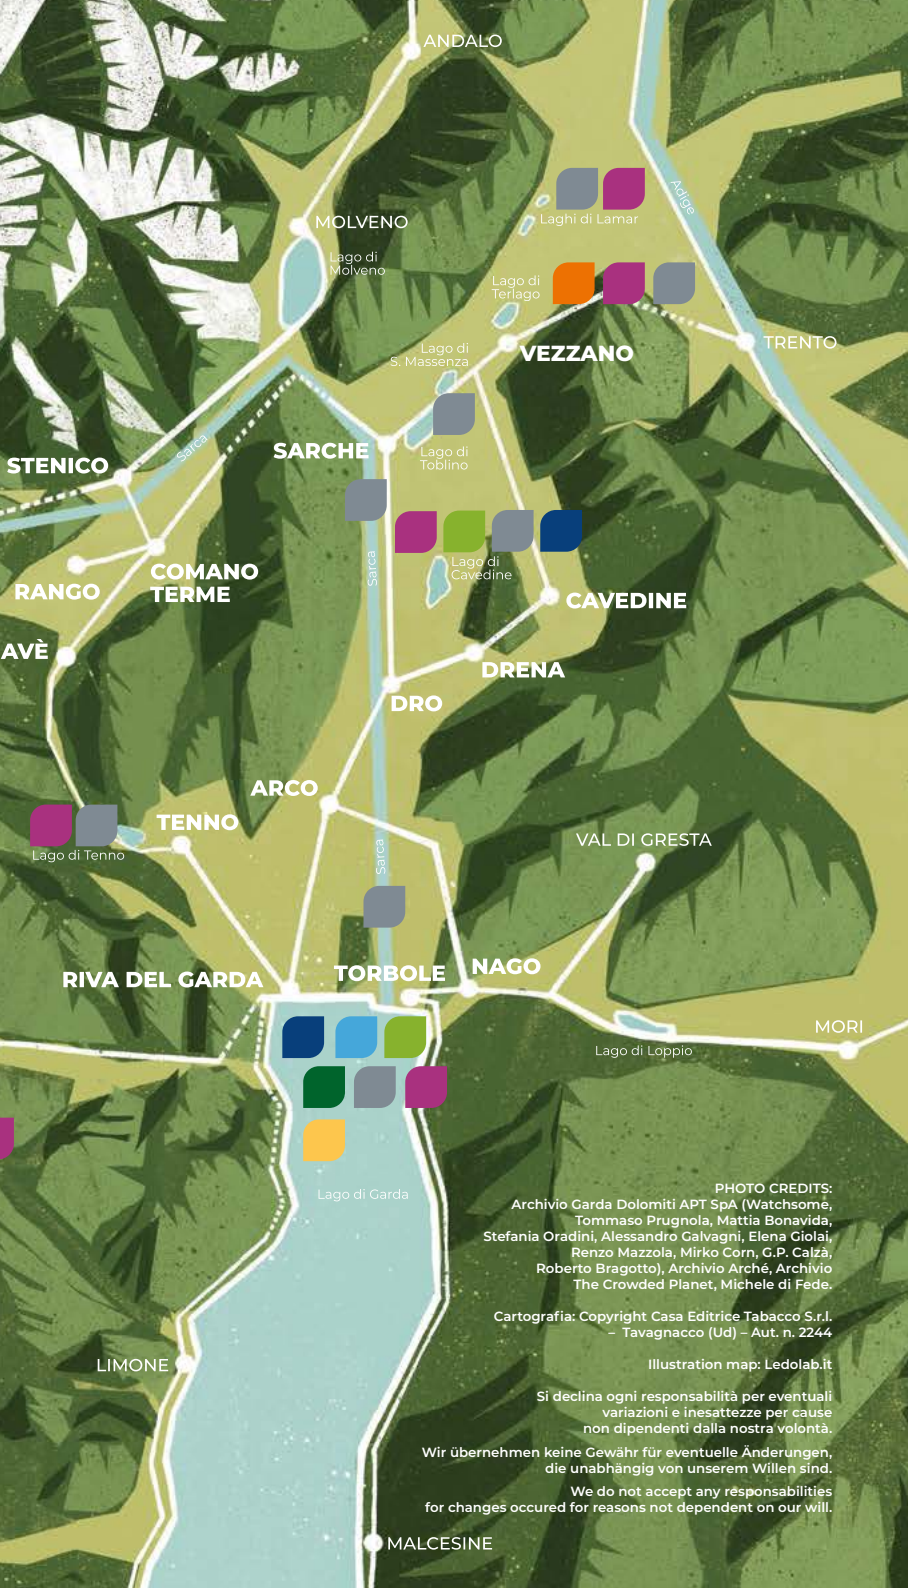 ANDALO
Adige
Laghi di Lamar
MOLVENO
Lago di
Molveno
Lago di
Terlago
TRENTO
VEZZANO
Lago di
S. Massenza
Sarca
SARCHE
Lago di
Toblino
STENICO
Sarca
Lago di
Cavedine
COMANO
TERME
RANGO
CAVEDINE
AVÈ
DRENA
DRO
ARCO
TENNO
VAL DI GRESTA
Lago di Tenno
Sarca
NAGO
TORBOLE
RIVA DEL GARDA
MORI
Lago di Loppio
Lago di Garda
PHOTO CREDITS:
Archivio Garda Dolomiti APT SpA (Watchsome,
Tommaso Prugnola, Mattia Bonavida,
Stefania Oradini, Alessandro Galvagni, Elena Giolai,
Renzo Mazzola, Mirko Corn, G.P. Calzà,
Roberto Bragotto), Archivio Arché, Archivio
The Crowded Planet, Michele di Fede.
Cartografia: Copyright Casa Editrice Tabacco S.r.l.
– Tavagnacco (Ud) – Aut. n. 2244
Illustration map: Ledolab.it
LIMONE
Si declina ogni responsabilità per eventuali
variazioni e inesattezze per cause
non dipendenti dalla nostra volontà.
Wir übernehmen keine Gewähr für eventuelle Änderungen,
die unabhängig von unserem Willen sind.
We do not accept any responsabilities
for changes occured for reasons not dependent on our will.
MALCESINE